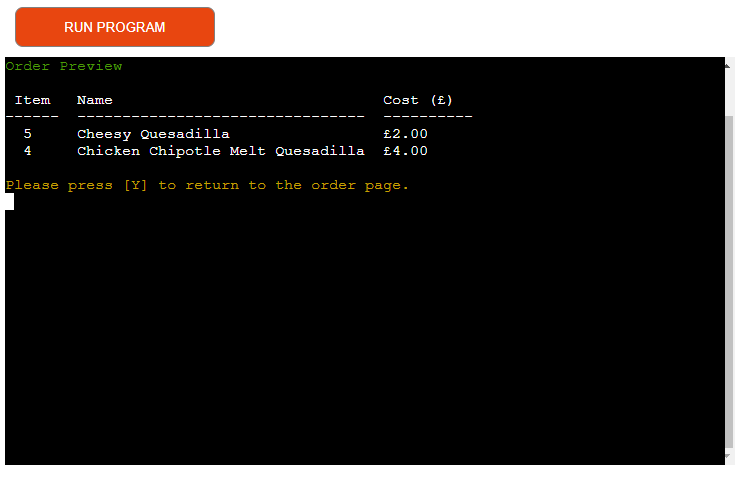 RUN PROGRAM
Order Preview
Item Name Cost (£)
------ -------------------------------- ----------
5 Cheesy Quesadilla £2.00
4 Chicken Chipotle Melt Quesadilla £4.00
Please press [Y] to return to the order page.